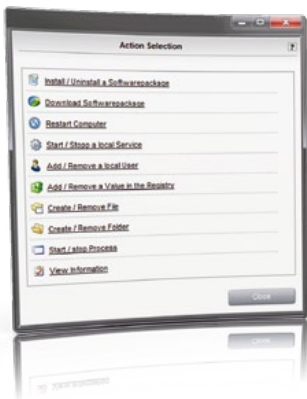 Action Selection
?
Install / Uninstall a Softwarepackage
Download Softwarepackage
Restart Computer
Start / Stopp a local Service
Add / Remove a local User
Add / Remove a Value in the Registry
Create / Remove File
Create / Remove Folder
Start / stop Process
View Information
Close